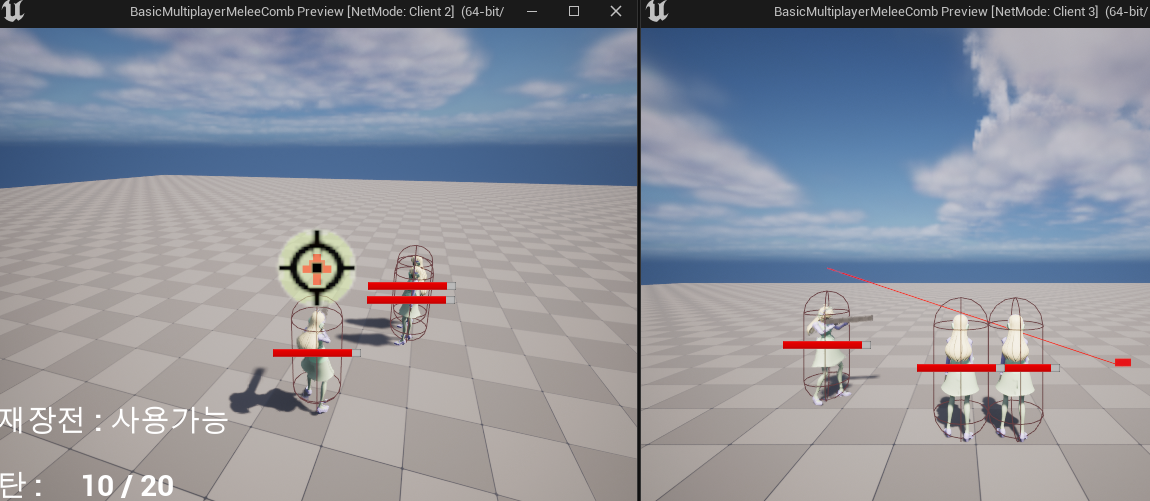 BasicMultiplayerMeleeComb Preview [NetMode: Client 2] (64-bit/
BasicMultiplayerMeleeComb Preview [NetMode: Client 3] (64-bit/
재장전 : 사용가능
탄 : 10 / 20